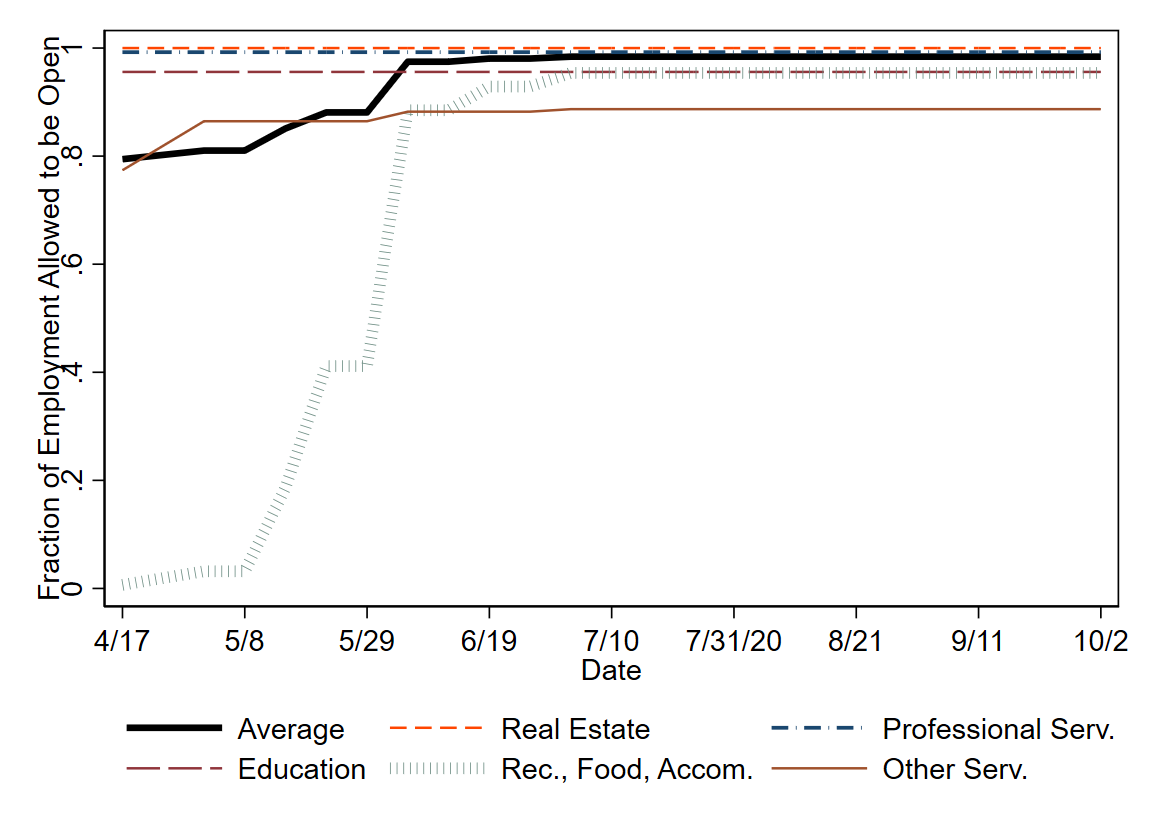 Fraction of Employment Allowed to be Open
1
.8
.6
.4
.2
0
4/17 5/8 5/29 6/19 7/10 7/31/20 8/21 9/11 10/2
Date
Average Real Estate Professional Serv.
Education Rec., Food, Accom. Other Serv.